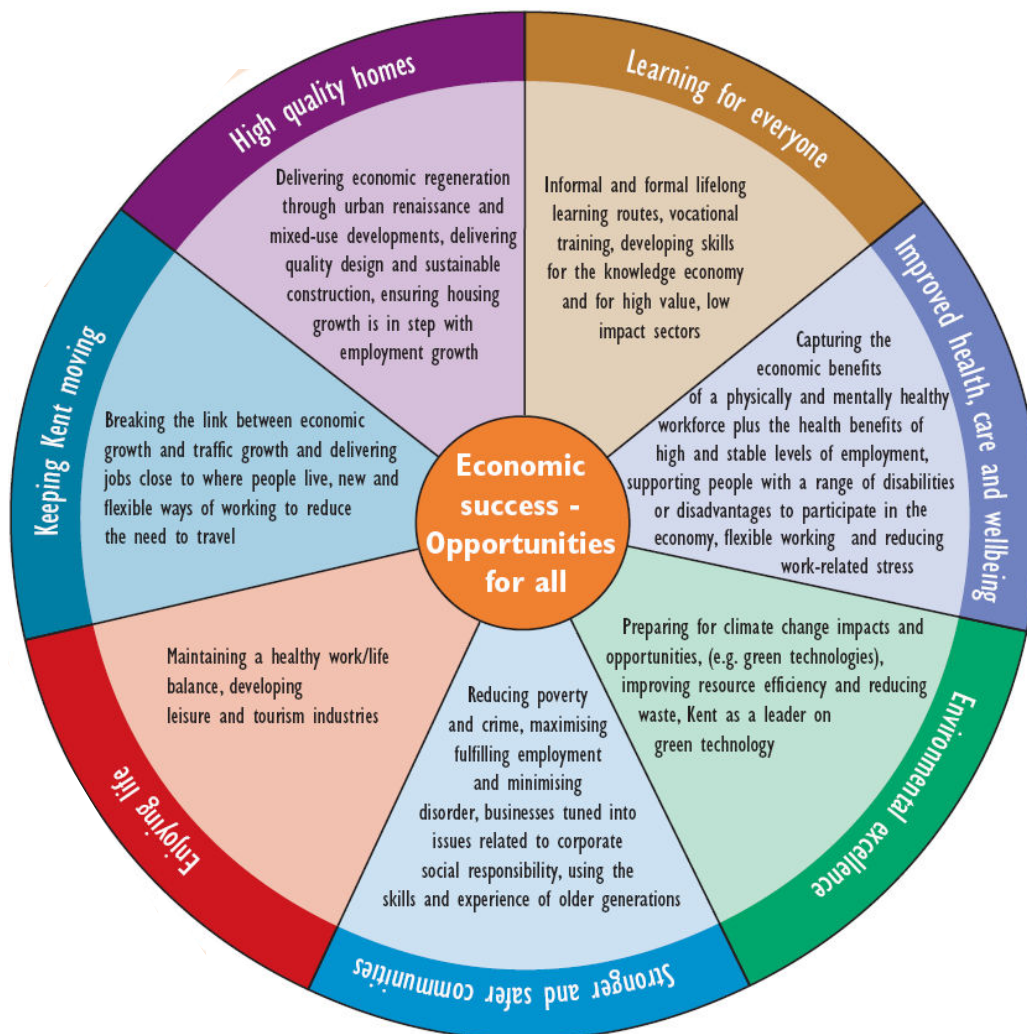 High quality homes
Delivering economic regeneration
through urban renaissance and
mixed-use developments, delivering
quality design and sustainable
construction, ensuring housing
growth is in step with
employment growth
Learning for everyone
Informal and formal lifelong
learning routes, vocational
training, developing skills
for the knowledge economy
and for high value, low
impact sectors
Improved health, care and wellbeing
Capturing the
economic benefits
of a physically and mentally healthy
workforce plus the health benefits of
high and stable levels of employment,
supporting people with a range of disabilities
or disadvantages to participate in the
economy, flexible working and reducing
work-related stress
Environmental excellence
Preparing for climate change impacts and
opportunities, (e.g. green technologies),
improving resource efficiency and reducing
waste, Kent as a leader on
green technology
Stronger and safer communities
Reducing poverty
and crime, maximising
fulfilling employment
and minimising
disorder, businesses tuned into
issues related to corporate
social responsibility, using the
skills and experience of older generations
Enjoying life
Maintaining a healthy work/life
balance, developing
leisure and tourism industries
Keeping Kent moving
Breaking the link between economic
growth and traffic growth and delivering
jobs close to where people live, new and
flexible ways of working to reduce
the need to travel
Economic
success -
Opportunities
for all